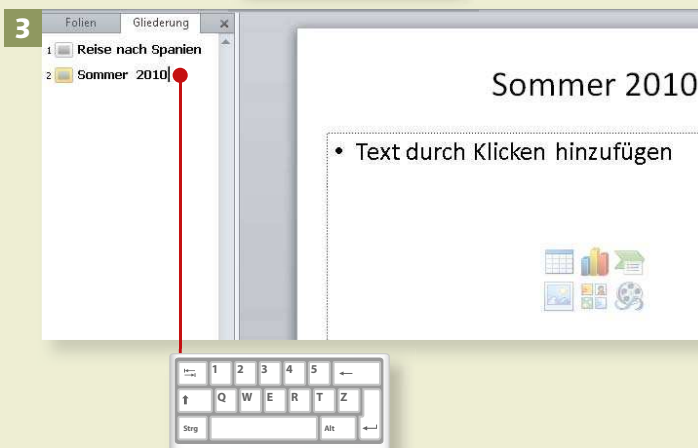 3
Folien Gliederung
1 Reise nach Spanien
2 Sommer 2010
Sommer 2010
• Text durch Klicken hinzufügen
1 2 3 4 5 ←
Q W E R T Z
Strg Alt